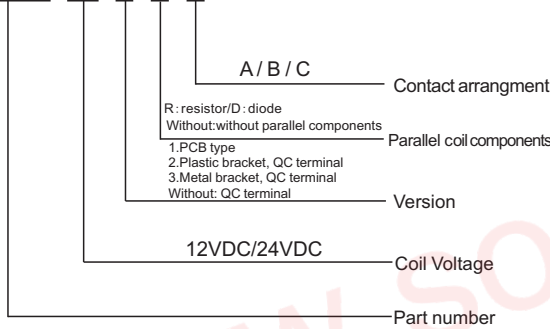 A / B / C
Contact arrangment
R:resistor/D:diode
Without:without parallel components
Parallel coil components
1.PCB type
2.Plastic bracket, QC terminal
3.Metal bracket, QC terminal
Without: QC terminal
Version
12VDC/24VDC
Coil Voltage
Part number